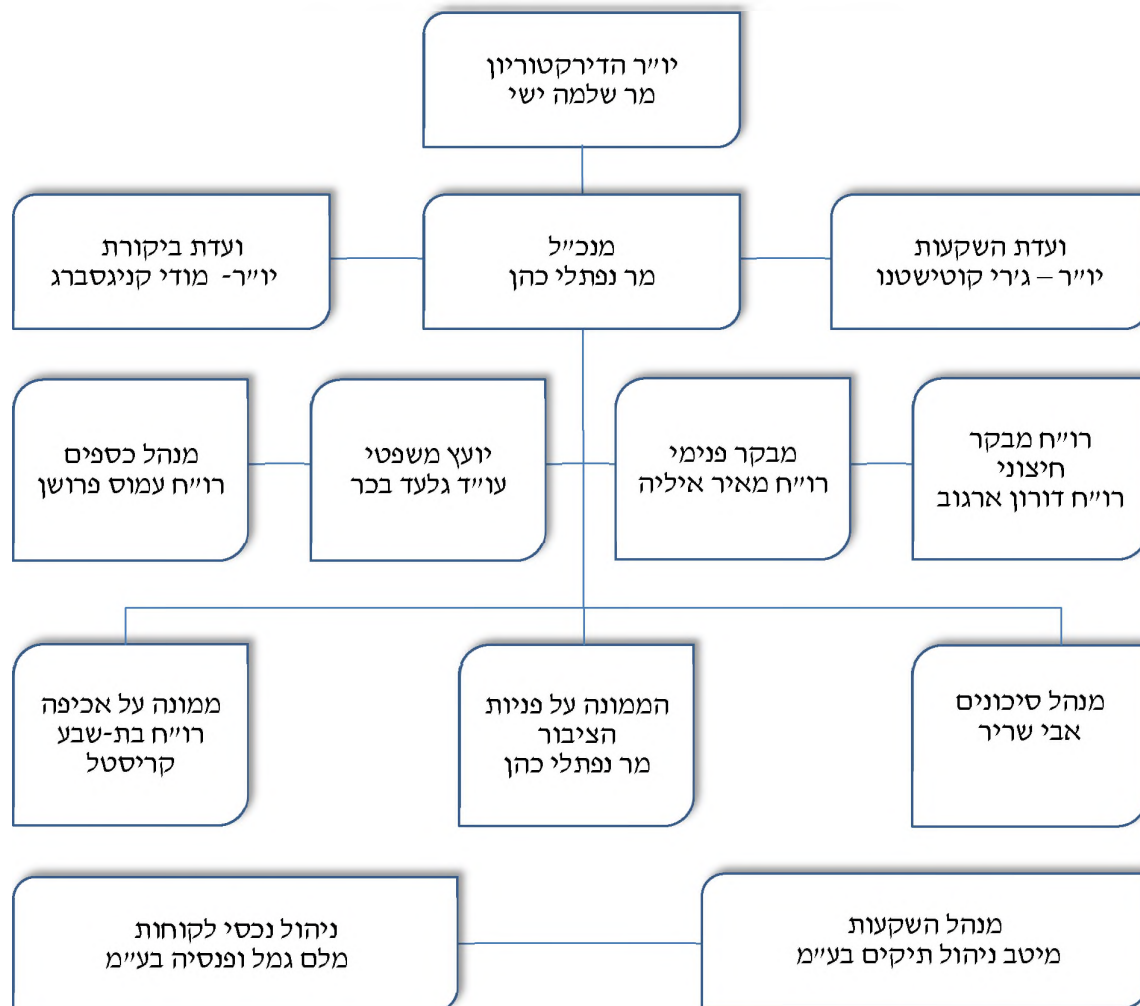 יו״ר הדירקטוריון
מר שלמה ישי
ועדת השקעות
יו״ר – ג׳רי קוטישטנו
מנכ״ל
מר נפתלי כהן
ועדת ביקורת
יו״ר- מודי קניגסברג
רו״ח מבקר
חיצוני
רו״ח דורון ארגוב
מבקר פנימי
רו״ח מאיר איליה
יועץ משפטי
עו״ד גלעד בכר
מנהל כספים
רו״ח עמוס פרושן
מנהל סיכונים
אבי שריר
הממונה על פניות
הציבור
מר נפתלי כהן
ממונה על אכיפה
רו״ח בת-שבע
קריסטל
מנהל השקעות
מיטב ניהול תיקים בע״מ
ניהול נכסי לקוחות
מלם גמל ופנסיה בע״מ